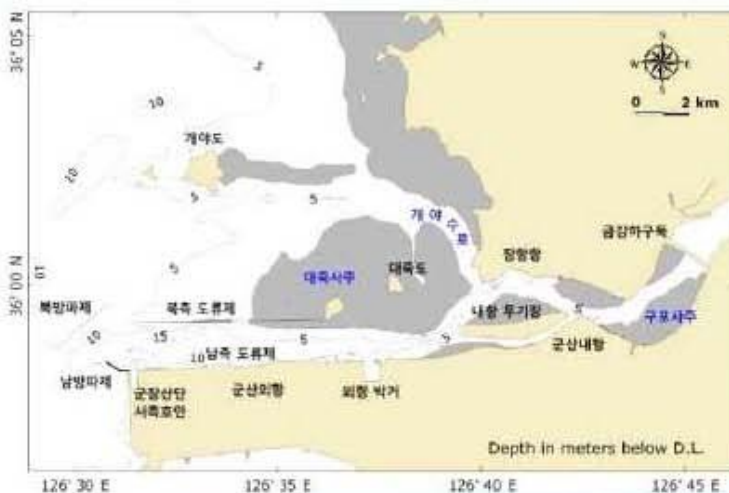 36° 05' N
N
W
E
S
0 2 km
5
10
개야도
10
5
5
개야수로
장항항
금강하구둑
36° 00' N
10
5
대죽사주
대죽도
북방파제
북측 도류제
내항 투기장
5
구포사주
10
15
5
5
군산내항
10
남측 도류제
남방파제
군장산단
서측호안
군산외항
외항 박거
Depth in meters below D.L.
126° 30 E
126° 35 E
126° 40 E
126° 45 E